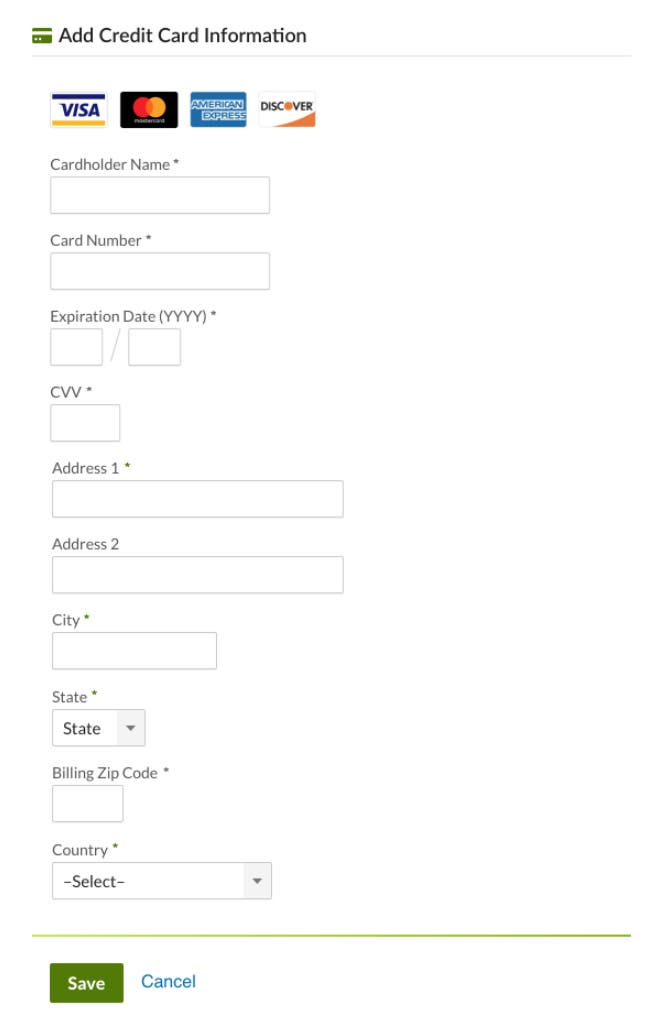 Add Credit Card Information
VISA mastercard AMERICAN EXPRESS DISCOVER
Cardholder Name *
Card Number *
Expiration Date (YYYY) *
/
CVV *
Address 1 *
Address 2
City *
State *
State
Billing Zip Code *
Country *
–Select–
Save Cancel